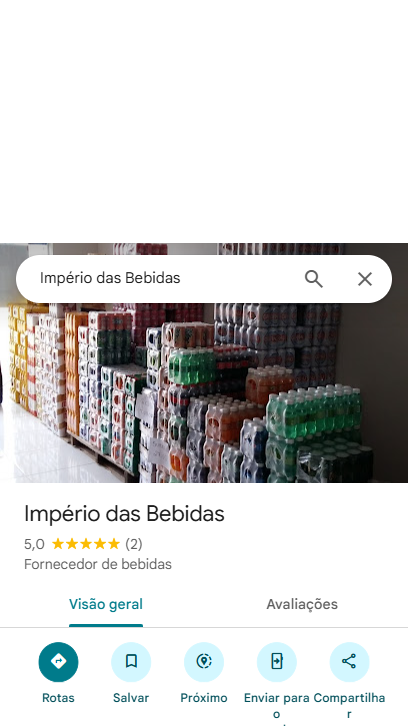 Império das Bebidas
Império das Bebidas
5,0 (2)
Fornecedor de bebidas
Visão geral Avaliações
Rotas Salvar Próximo Enviar para o Compartilhar